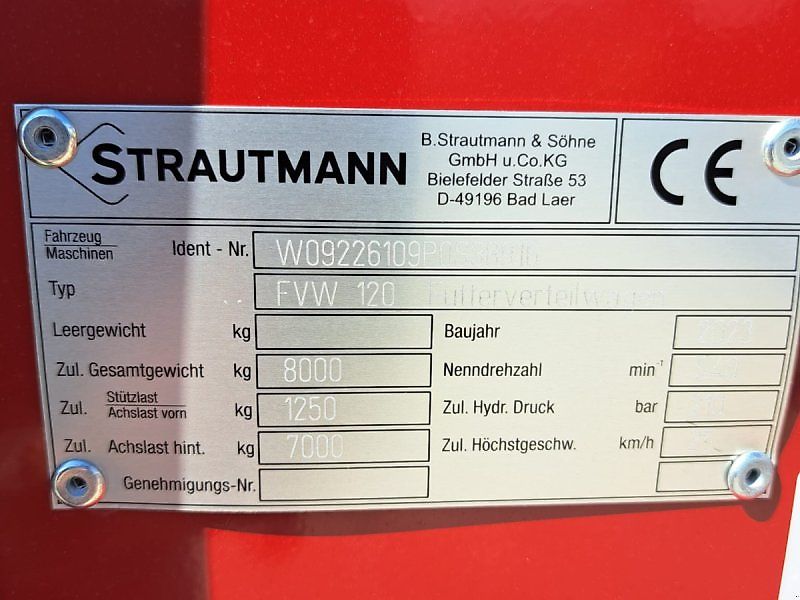 STRAUTMANN
B.Strautmann & Söhne
GmbH u.Co.KG
Bielefelder Straße 53
D-49196 Bad Laer
CE
Fahrzeug
Maschinen
Ident - Nr.
Typ FVW 120 Futterverteilwagen
Leergewicht kg
Baujahr 2023
Zul. Gesamtgewicht kg 8000
Nenndrehzahl min⁻¹
Zul. Stützlast
Achslast vorn kg 1250
Zul. Hydr. Druck bar
Zul. Achslast hint. kg 7000
Zul. Höchstgeschw. km/h
Genehmigungs-Nr.